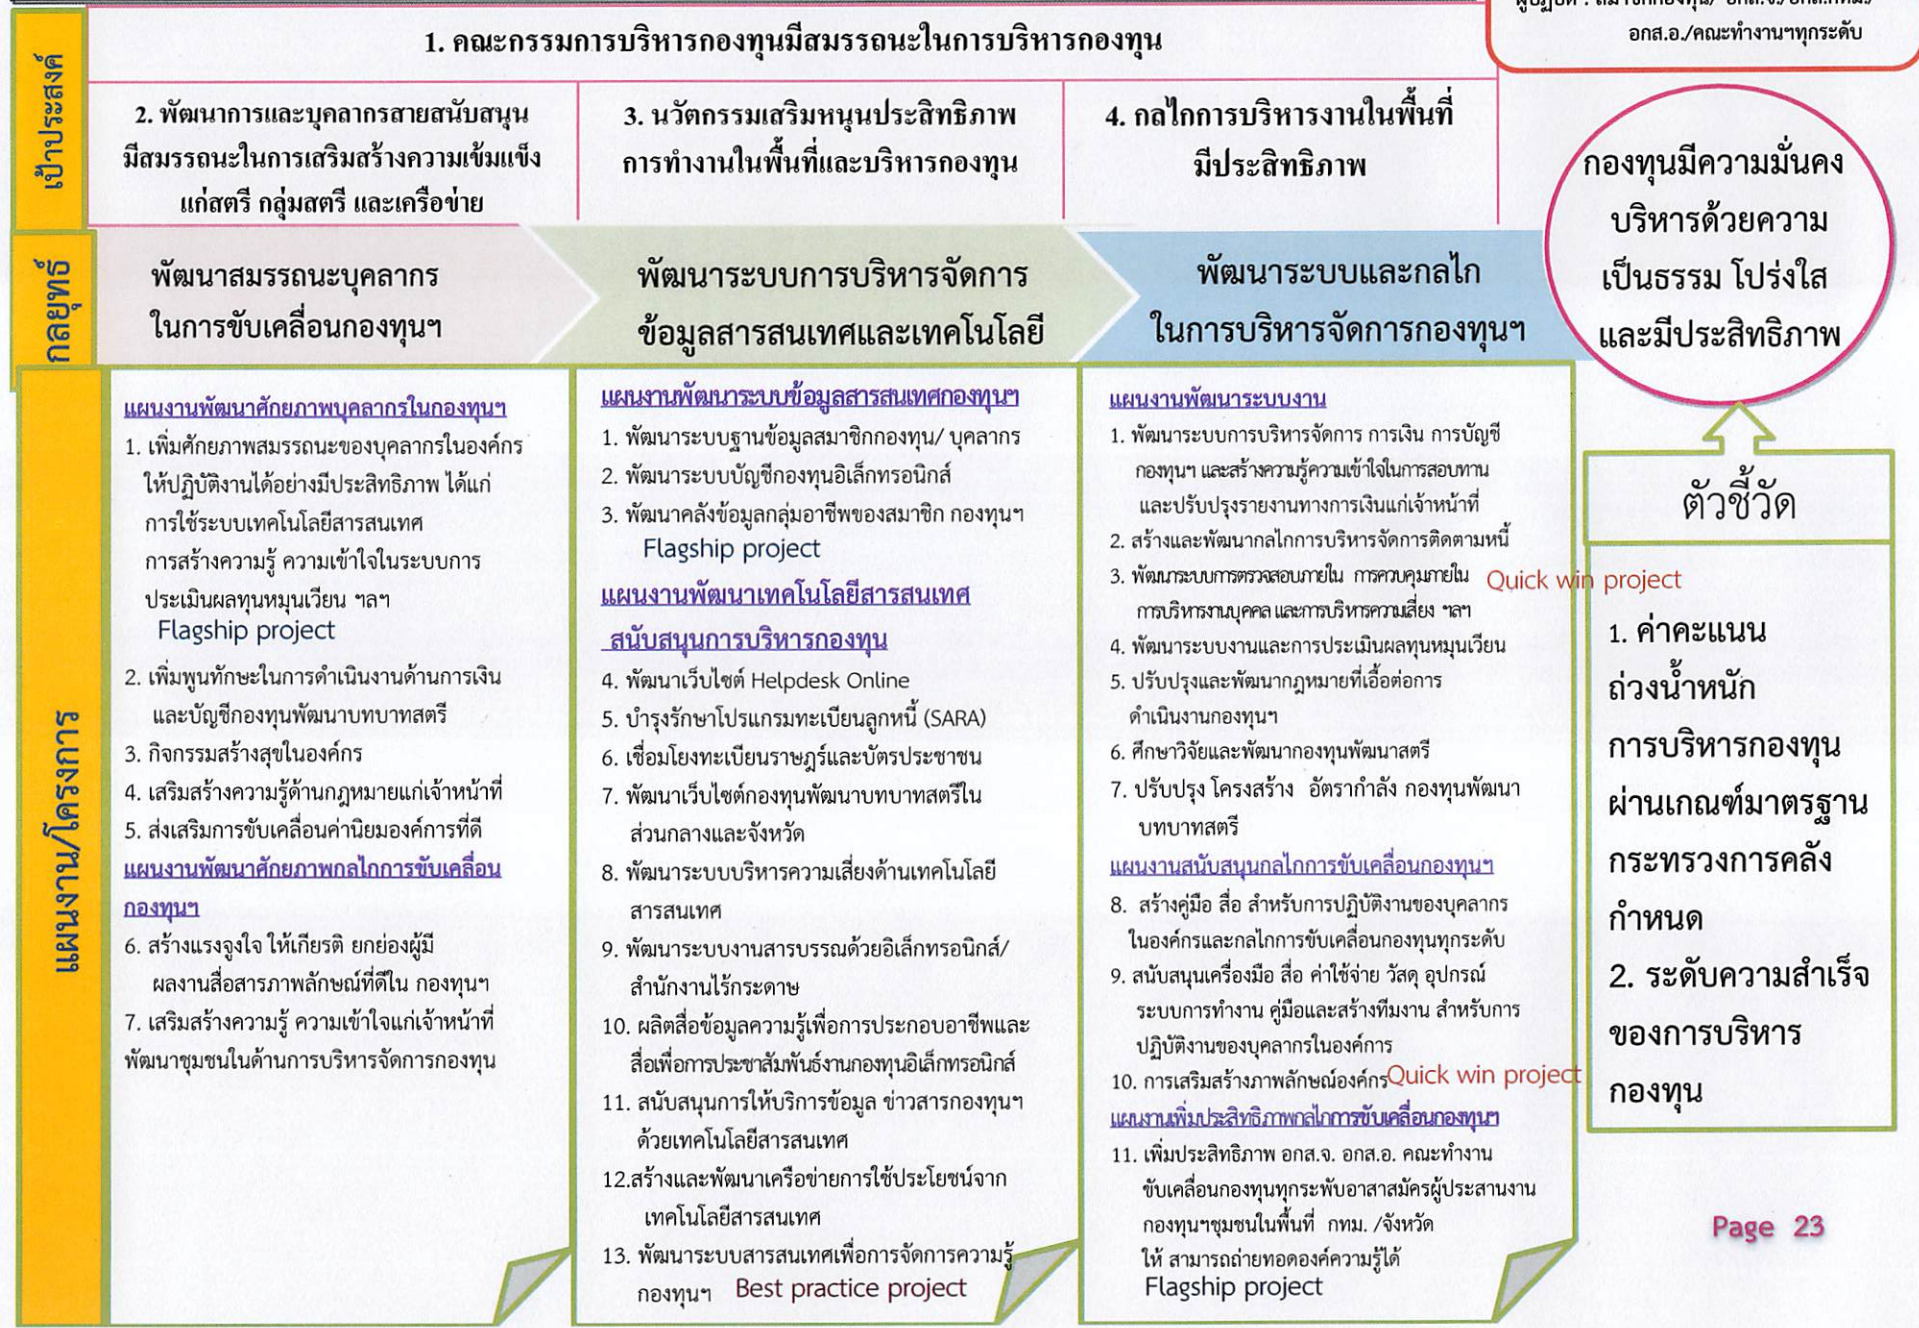 อกส.อ./คณะทำงานฯทุกระดับ
เป้าประสงค์
1. คณะกรรมการบริหารกองทุนมีสมรรถนะในการบริหารกองทุน
2. พัฒนาการและบุคลากรสายสนับสนุน
มีสมรรถนะในการเสริมสร้างความเข้มแข็ง
แก่สตรี กลุ่มสตรี และเครือข่าย
3. นวัตกรรมเสริมหนุนประสิทธิภาพ
การทำงานในพื้นที่และบริหารกองทุน
4. กลไกการบริหารงานในพื้นที่
มีประสิทธิภาพ
กองทุนมีความมั่นคง
บริหารด้วยความ
เป็นธรรม โปร่งใส
และมีประสิทธิภาพ
กลยุทธ์
พัฒนาสมรรถนะบุคลากร
ในการขับเคลื่อนกองทุนฯ
พัฒนาระบบการบริหารจัดการ
ข้อมูลสารสนเทศและเทคโนโลยี
พัฒนาระบบและกลไก
ในการบริหารจัดการกองทุนฯ
แผนงาน/โครงการ
แผนงานพัฒนาศักยภาพบุคลากรในกองทุนฯ
1. เพิ่มศักยภาพสมรรถนะของบุคลากรในองค์กร
ให้ปฏิบัติงานได้อย่างมีประสิทธิภาพ ได้แก่
การใช้ระบบเทคโนโลยีสารสนเทศ
การสร้างความรู้ ความเข้าใจในระบบการ
ประเมินผลทุนหมุนเวียน ฯลฯ
Flagship project
2. เพิ่มพูนทักษะในการดำเนินงานด้านการเงิน
และบัญชีกองทุนพัฒนาบทบาทสตรี
3. กิจกรรมสร้างสุขในองค์กร
4. เสริมสร้างความรู้ด้านกฎหมายแก่เจ้าหน้าที่
5. ส่งเสริมการขับเคลื่อนค่านิยมองค์การที่ดี
แผนงานพัฒนาศักยภาพกลไกการขับเคลื่อน
กองทุนฯ
6. สร้างแรงจูงใจ ให้เกียรติ ยกย่องผู้มี
ผลงานสื่อสารภาพลักษณ์ที่ดีใน กองทุนฯ
7. เสริมสร้างความรู้ ความเข้าใจแก่เจ้าหน้าที่
พัฒนาชุมชนในด้านการบริหารจัดการกองทุน
แผนงานพัฒนาระบบข้อมูลสารสนเทศกองทุนฯ
1. พัฒนาระบบฐานข้อมูลสมาชิกกองทุน/ บุคลากร
2. พัฒนาระบบบัญชีกองทุนอิเล็กทรอนิกส์
3. พัฒนาคลังข้อมูลกลุ่มอาชีพของสมาชิก กองทุนฯ
Flagship project
แผนงานพัฒนาเทคโนโลยีสารสนเทศ
สนับสนุนการบริหารกองทุน
4. พัฒนาเว็บไซต์ Helpdesk Online
5. บำรุงรักษาโปรแกรมทะเบียนลูกหนี้ (SARA)
6. เชื่อมโยงทะเบียนราษฎร์และบัตรประชาชน
7. พัฒนาเว็บไซต์กองทุนพัฒนาบทบาทสตรีใน
ส่วนกลางและจังหวัด
8. พัฒนาระบบบริหารความเสี่ยงด้านเทคโนโลยี
สารสนเทศ
9. พัฒนาระบบงานสารบรรณด้วยอิเล็กทรอนิกส์/
สำนักงานไร้กระดาษ
10. ผลิตสื่อข้อมูลความรู้เพื่อการประกอบอาชีพและ
สื่อเพื่อการประชาสัมพันธ์งานกองทุนอิเล็กทรอนิกส์
11. สนับสนุนการให้บริการข้อมูล ข่าวสารกองทุนฯ
ด้วยเทคโนโลยีสารสนเทศ
12.สร้างและพัฒนาเครือข่ายการใช้ประโยชน์จาก
เทคโนโลยีสารสนเทศ
13. พัฒนาระบบสารสนเทศเพื่อการจัดการความรู้
กองทุนฯ Best practice project
แผนงานพัฒนาระบบงาน
1. พัฒนาระบบการบริหารจัดการ การเงิน การบัญชี
กองทุนฯ และสร้างความรู้ความเข้าใจในการสอบทาน
และปรับปรุงรายงานทางการเงินแก่เจ้าหน้าที่
2. สร้างและพัฒนากลไกการบริหารจัดการติดตามหนี้
3. พัฒนาระบบการตรวจสอบภายใน การควบคุมภายใน Quick win project
การบริหารงานบุคคล และการบริหารความเสี่ยง ฯลฯ
4. พัฒนาระบบงานและการประเมินผลทุนหมุนเวียน
5. ปรับปรุงและพัฒนากฎหมายที่เอื้อต่อการ
ดำเนินงานกองทุนฯ
6. ศึกษาวิจัยและพัฒนากองทุนพัฒนาสตรี
7. ปรับปรุง โครงสร้าง อัตรากำลัง กองทุนพัฒนา
บทบาทสตรี
แผนงานสนับสนุนกลไกการขับเคลื่อนกองทุนฯ
8. สร้างคู่มือ สื่อ สำหรับการปฏิบัติงานของบุคลากร
ในองค์กรและกลไกการขับเคลื่อนกองทุนทุกระดับ
9. สนับสนุนเครื่องมือ สื่อ ค่าใช้จ่าย วัสดุ อุปกรณ์
ระบบการทำงาน คู่มือและสร้างทีมงาน สำหรับการ
ปฏิบัติงานของบุคลากรในองค์การ
10. การเสริมสร้างภาพลักษณ์องค์กร Quick win project
แผนงานเพิ่มประสิทธิภาพกลไกการขับเคลื่อนกองทุนฯ
11. เพิ่มประสิทธิภาพ อกส.จ. อกส.อ. คณะทำงาน
ขับเคลื่อนกองทุนทุกระพับอาสาสมัครผู้ประสานงาน
กองทุนฯชุมชนในพื้นที่ กทม. /จังหวัด
ให้ สามารถถ่ายทอดองค์ความรู้ได้
Flagship project
ตัวชี้วัด
1. ค่าคะแนน
ถ่วงน้ำหนัก
การบริหารกองทุน
ผ่านเกณฑ์มาตรฐาน
กระทรวงการคลัง
กำหนด
2. ระดับความสำเร็จ
ของการบริหาร
กองทุน
Page 23